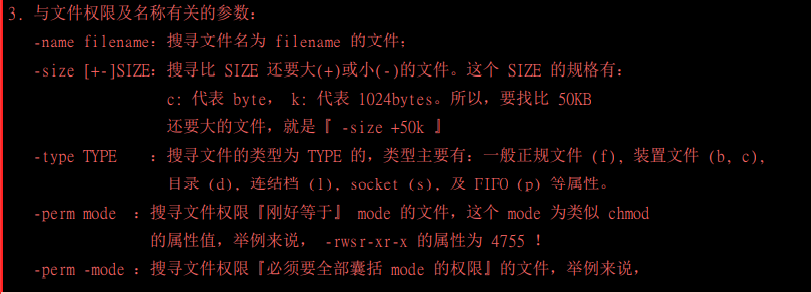 3. 与文件权限及名称有关的参数：
-name filename：搜寻文件名为 filename 的文件；
-size [+-]SIZE：搜寻比 SIZE 还要大(+)或小(-)的文件。这个 SIZE 的规格有：
c: 代表 byte， k: 代表 1024bytes。所以，要找比 50KB
还要大的文件，就是『 -size +50k 』
-type TYPE ：搜寻文件的类型为 TYPE 的，类型主要有：一般正规文件 (f), 装置文件 (b, c),
目录 (d), 连结档 (l), socket (s), 及 FIFO (p) 等属性。
-perm mode ：搜寻文件权限『刚好等于』 mode 的文件，这个 mode 为类似 chmod
的属性值，举例来说， -rwsr-xr-x 的属性为 4755 ！
-perm -mode ：搜寻文件权限『必须要全部囊括 mode 的权限』的文件，举例来说，